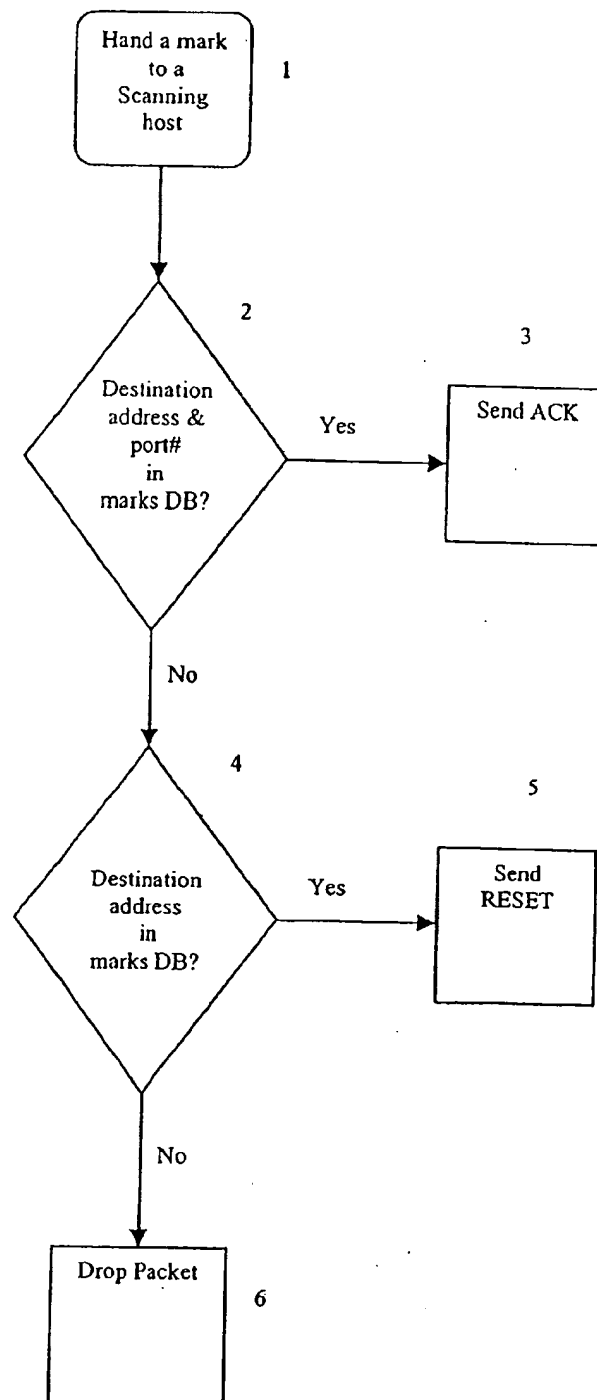 Hand a mark
to a
Scanning
host
1
2
Destination
address &
port#
in
marks DB?
Yes
3
Send ACK
No
4
Destination
address
in
marks DB?
Yes
5
Send
RESET
No
Drop Packet
6